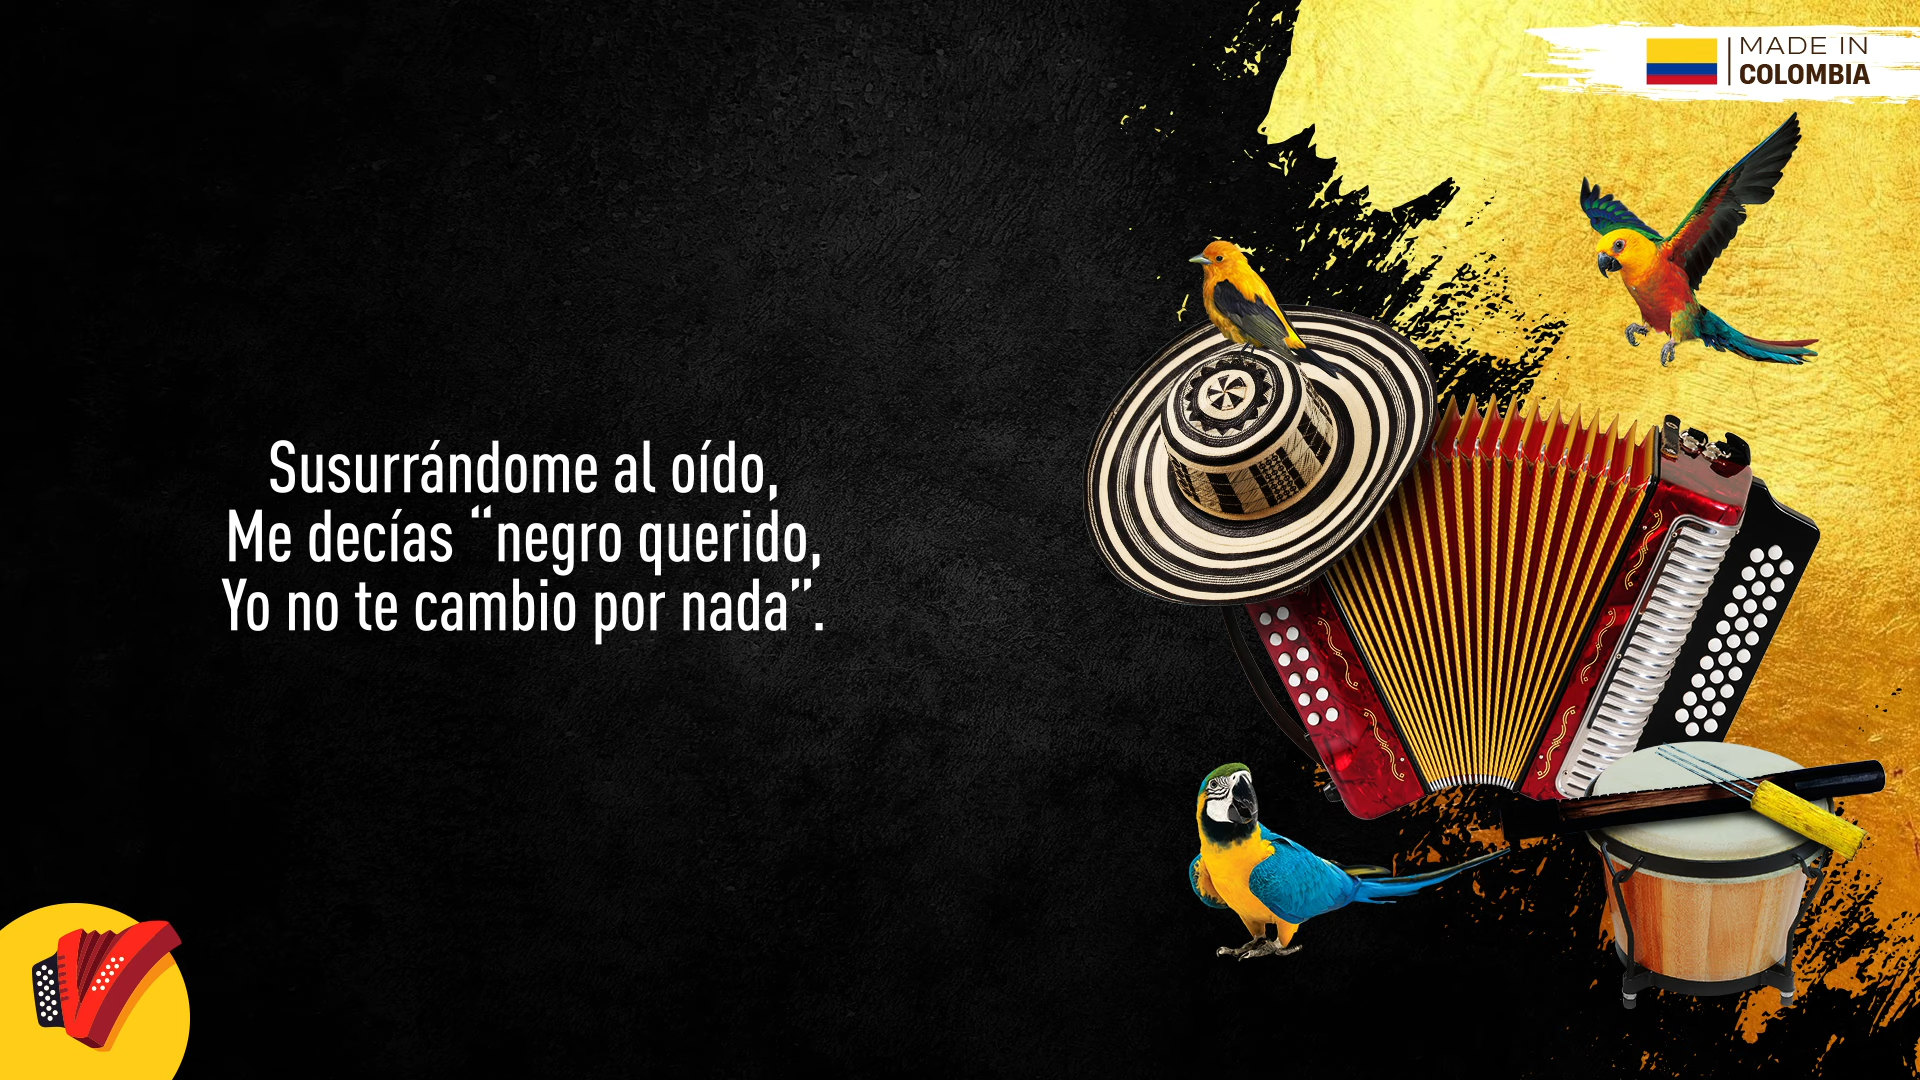 MADE IN
COLOMBIA
Susurrándome al oído,
Me decías “negro querido,
Yo no te cambio por nada”.